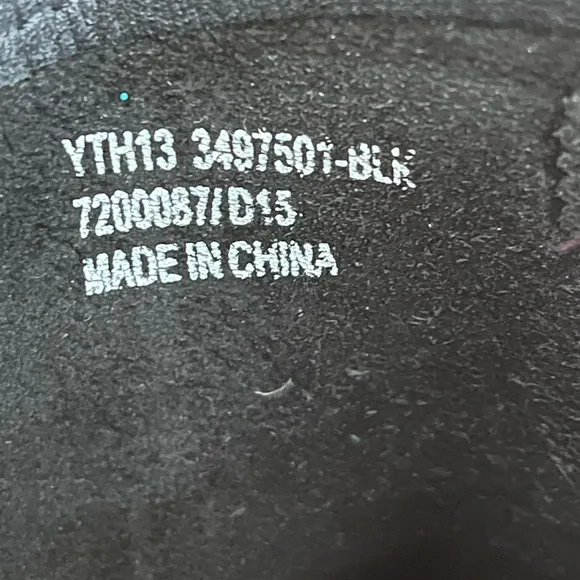 YTH13 3497501-BLK
7200087/ D15
MADE IN CHINA